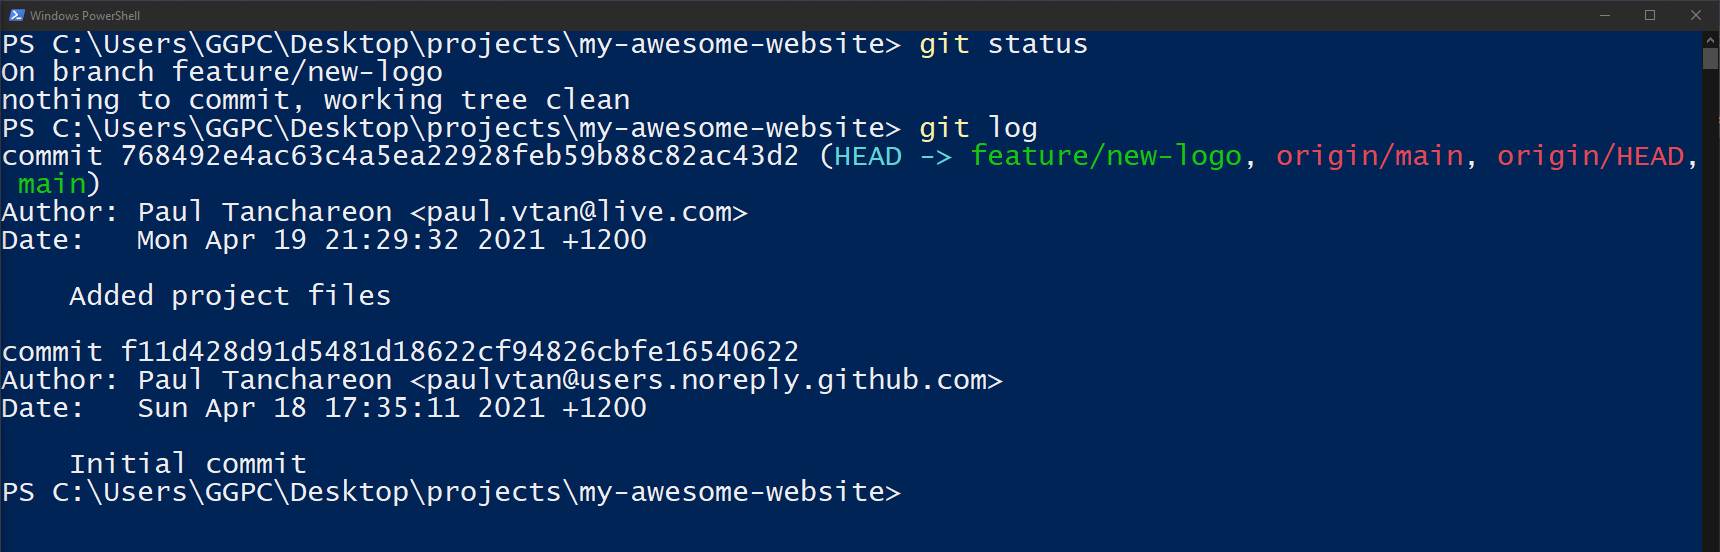 Windows PowerShell
PS C:\Users\GGPC\Desktop\projects\my-awesome-website> git status
On branch feature/new-logo
nothing to commit, working tree clean
PS C:\Users\GGPC\Desktop\projects\my-awesome-website> git log
commit 768492e4ac63c4a5ea22928feb59b88c82ac43d2 (HEAD -> feature/new-logo, origin/main, origin/HEAD,
 main)
Author: Paul Tanchareon <paul.vtan@live.com>
Date:   Mon Apr 19 21:29:32 2021 +1200
    Added project files
commit f11d428d91d5481d18622cf94826cbfe16540622
Author: Paul Tanchareon <paulvtan@users.noreply.github.com>
Date:   Sun Apr 18 17:35:11 2021 +1200
    Initial commit
PS C:\Users\GGPC\Desktop\projects\my-awesome-website>